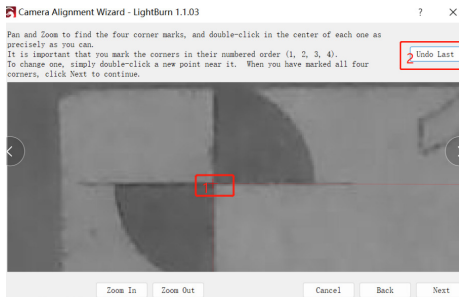 Camera Alignment Wizard - LightBurn 1.1.03
? X
Pan and Zoom to find the four corner marks, and double-click in the center of each one as
precisely as you can.
It is important that you mark the corners in their numbered order (1, 2, 3, 4).
To change one, simply double-click a new point near it. When you have marked all four
corners, click Next to continue.
2
Undo Last
1
Zoom In
Zoom Out
Cancel
Back
Next